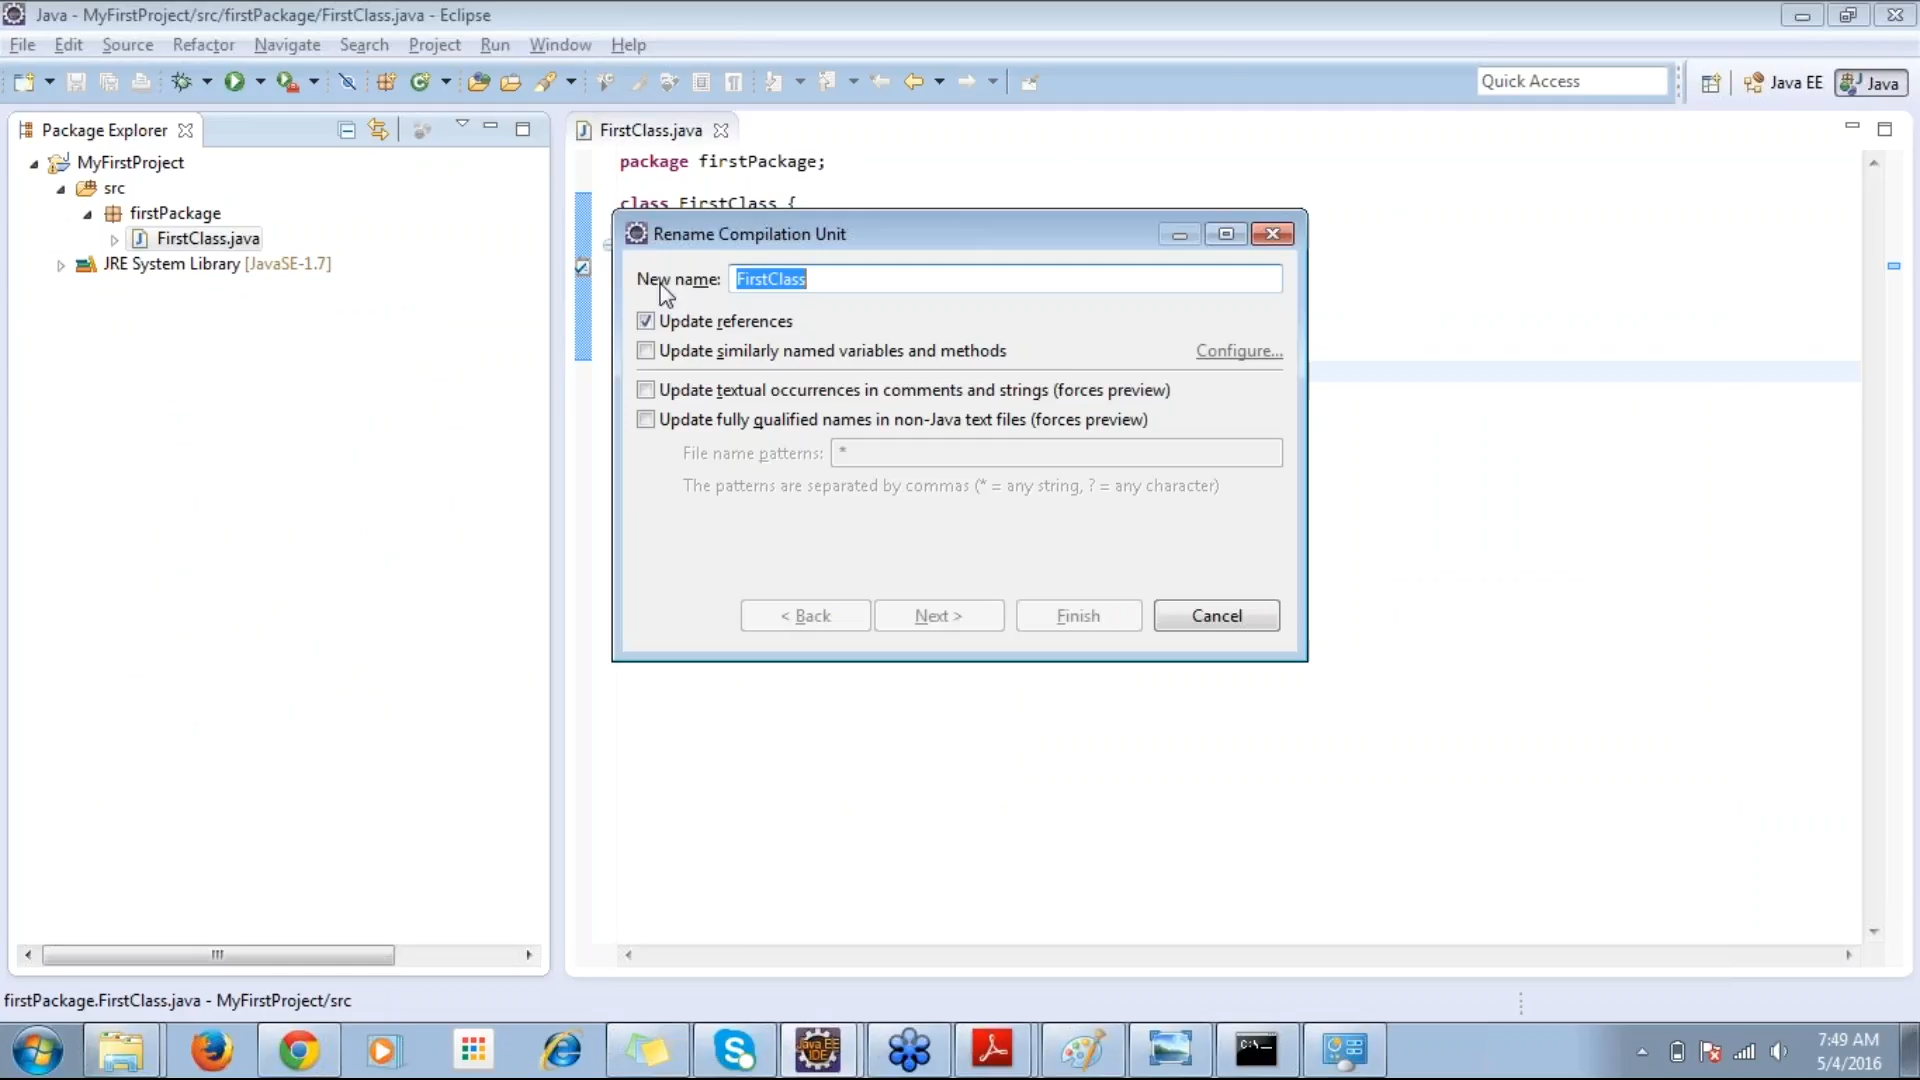 Java - MyFirstProject/src/firstPackage/FirstClass.java - Eclipse
File Edit Source Refactor Navigate Search Project Run Window Help
Quick Access
Java EE
Java
Package Explorer
FirstClass.java
MyFirstProject
src
firstPackage
FirstClass.java
JRE System Library [JavaSE-1.7]
package firstPackage;
class FirstClass {
Rename Compilation Unit
New name: FirstClass
Update references
Update similarly named variables and methods
Configure...
Update textual occurrences in comments and strings (forces preview)
Update fully qualified names in non-Java text files (forces preview)
File name patterns: *
The patterns are separated by commas (* = any string, ? = any character)
< Back
Next >
Finish
Cancel
firstPackage.FirstClass.java - MyFirstProject/src
Java EE
IDE
C:\-
7:49 AM
5/4/2016